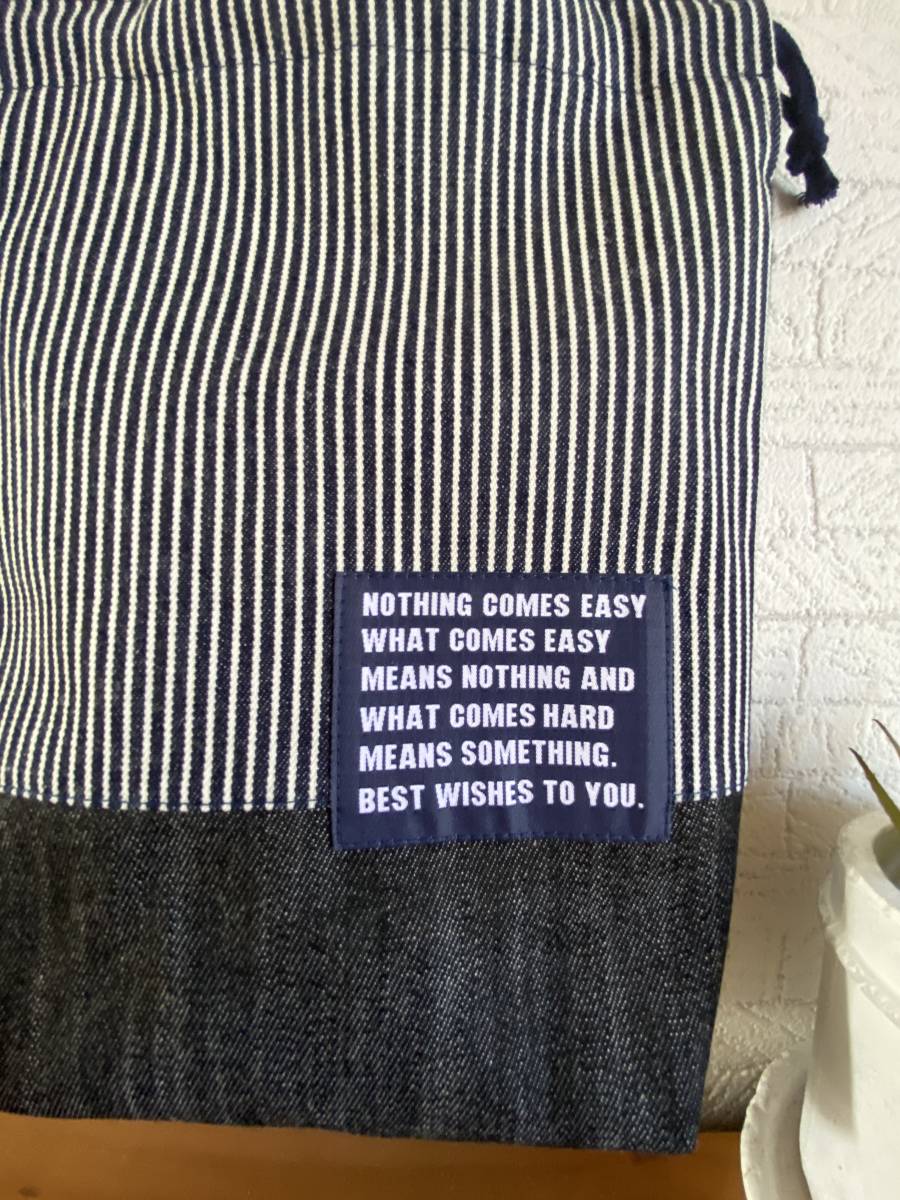 NOTHING COMES EASY
WHAT COMES EASY
MEANS NOTHING AND
WHAT COMES HARD
MEANS SOMETHING.
BEST WISHES TO YOU.